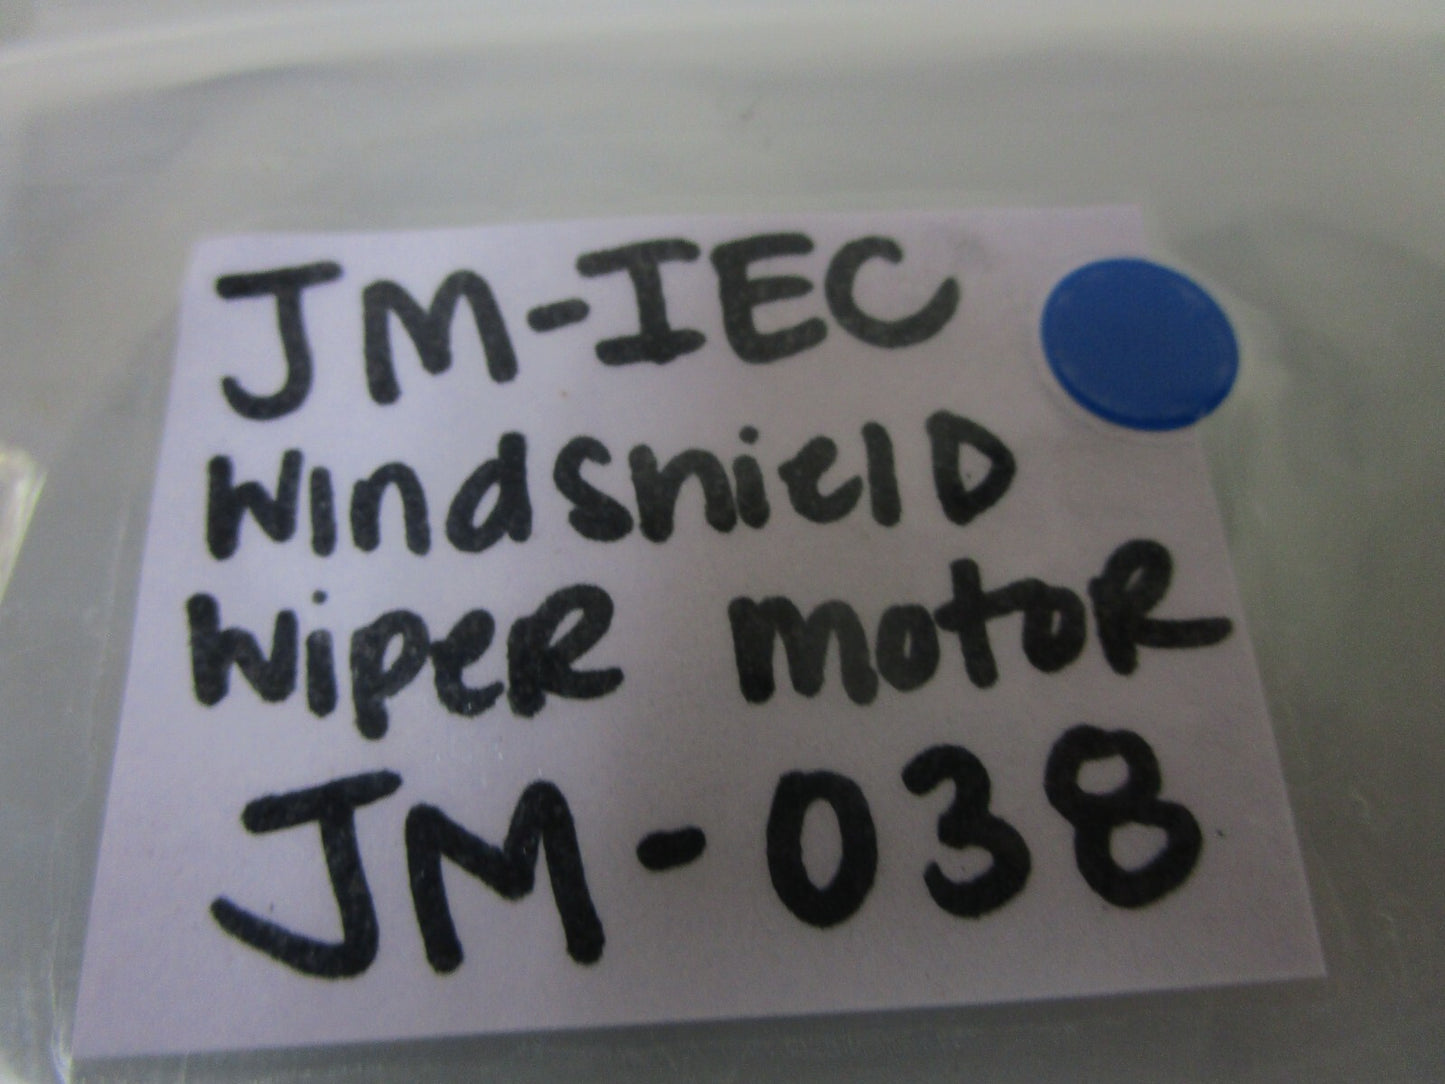 JM-IEC
WindshielD
WipeR motoR
JM-038